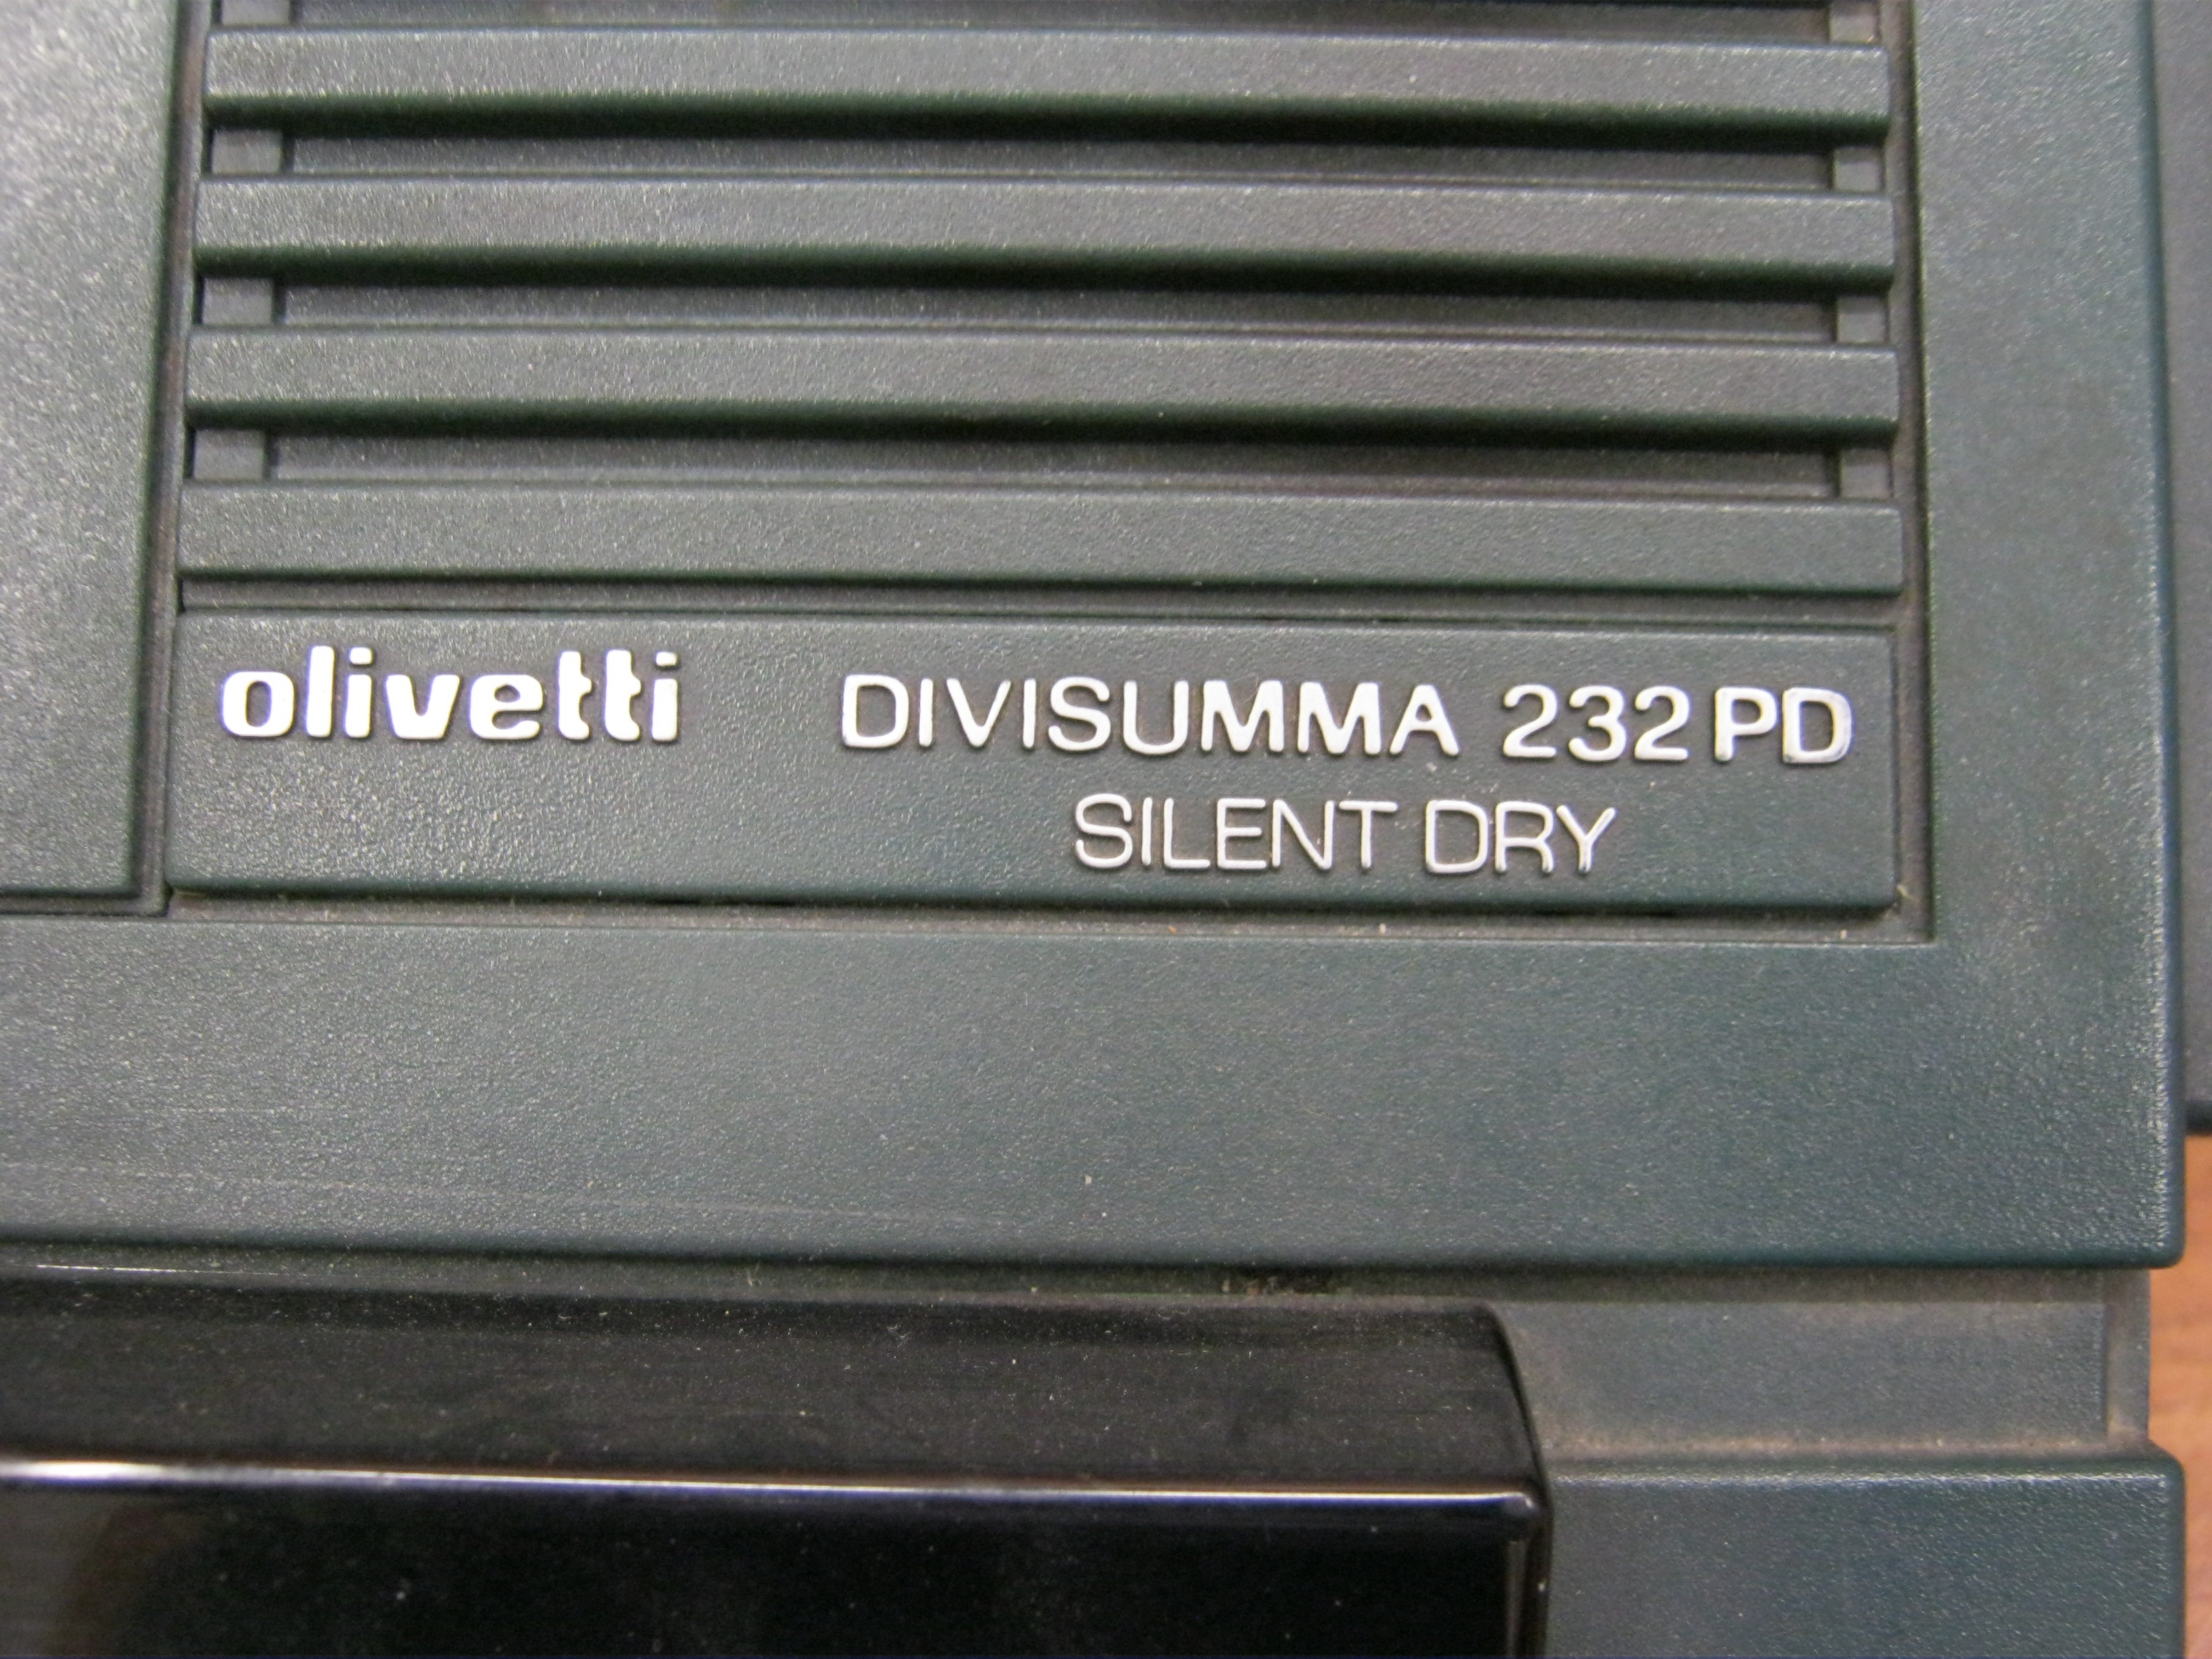 olivetti DIVISUMMA 232 PD
SILENT DRY